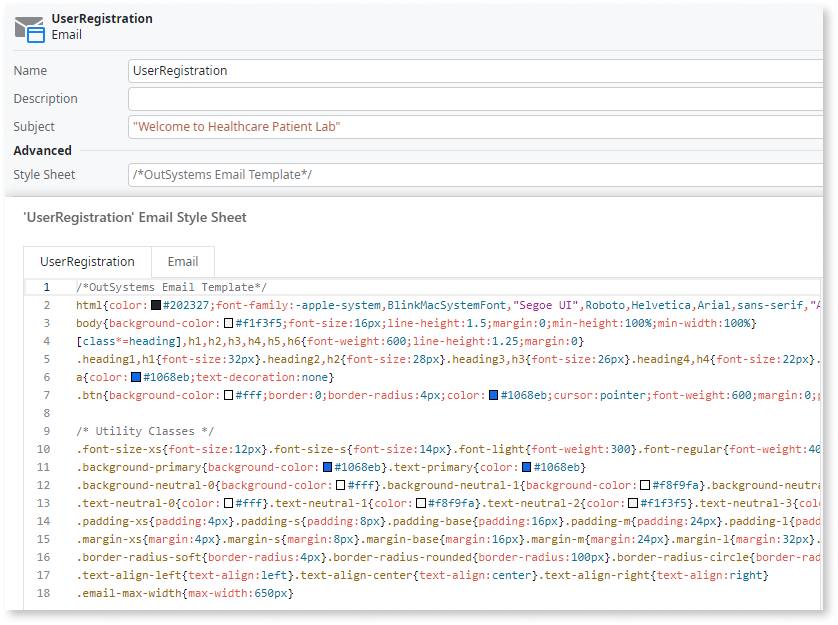 UserRegistration
Email
Name UserRegistration
Description
Subject "Welcome to Healthcare Patient Lab"
Advanced
Style Sheet /*OutSystems Email Template*/
'UserRegistration' Email Style Sheet
UserRegistration Email
1 /*OutSystems Email Template*/
2 html{color:#202327;font-family:-apple-system,BlinkMacSystemFont,"Segoe UI",Roboto,Helvetica,Arial,sans-serif,"A
3 body{background-color:#f1f3f5;font-size:16px;line-height:1.5;margin:0;min-height:100%;min-width:100%}
4 [class*=heading],h1,h2,h3,h4,h5,h6{font-weight:600;line-height:1.25;margin:0}
5 .heading1,h1{font-size:32px}.heading2,h2{font-size:28px}.heading3,h3{font-size:26px}.heading4,h4{font-size:22px}.
6 a{color:#1068eb;text-decoration:none}
7 .btn{background-color:#fff;border:0;border-radius:4px;color:#1068eb;cursor:pointer;font-weight:600;margin:0;p
8
9 /* Utility Classes */
10 .font-size-xs{font-size:12px}.font-size-s{font-size:14px}.font-light{font-weight:300}.font-regular{font-weight:40
11 .background-primary{background-color:#1068eb}.text-primary{color:#1068eb}
12 .background-neutral-0{background-color:#fff}.background-neutral-1{background-color:#f8f9fa}.background-neutra
13 .text-neutral-0{color:#fff}.text-neutral-1{color:#f8f9fa}.text-neutral-2{color:#f1f3f5}.text-neutral-3{col
14 .padding-xs{padding:4px}.padding-s{padding:8px}.padding-base{padding:16px}.padding-m{padding:24px}.padding-l{padd
15 .margin-xs{margin:4px}.margin-s{margin:8px}.margin-base{margin:16px}.margin-m{margin:24px}.margin-l{margin:32px}.
16 .border-radius-soft{border-radius:4px}.border-radius-rounded{border-radius:100px}.border-radius-circle{border-rad
17 .text-align-left{text-align:left}.text-align-center{text-align:center}.text-align-right{text-align:right}
18 .email-max-width{max-width:650px}